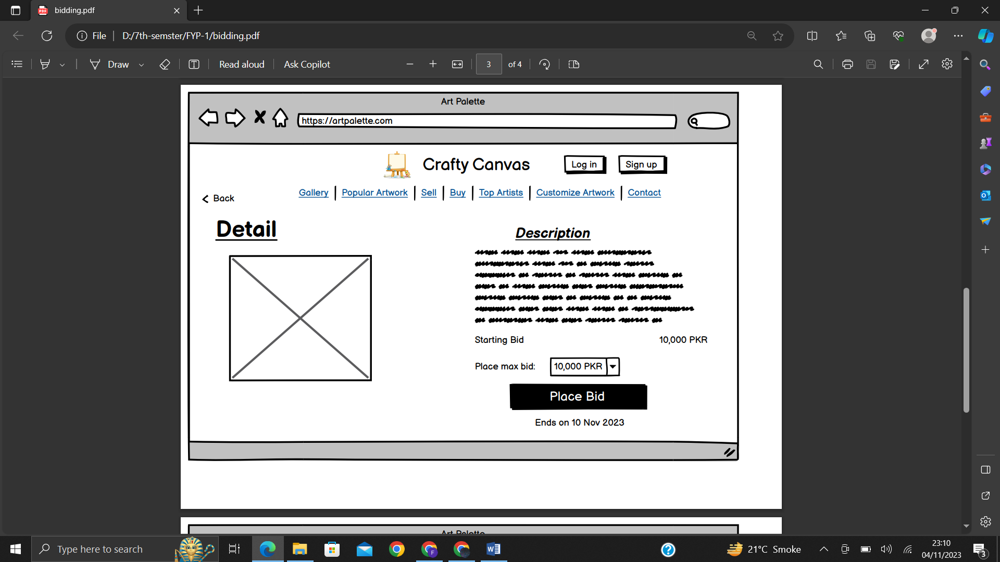 bidding.pdf
File D:/7th-semster/FYP-1/bidding.pdf
Draw Read aloud Ask Copilot 3 of 4
Art Palette
https://artpalette.com
Crafty Canvas Log in Sign up
Gallery Popular Artwork Sell Buy Top Artists Customize Artwork Contact
Back
Detail
Description
Starting Bid 10,000 PKR
Place max bid: 10,000 PKR
Place Bid
Ends on 10 Nov 2023
Art Palette
Type here to search
21°C Smoke
23:10
04/11/2023
3